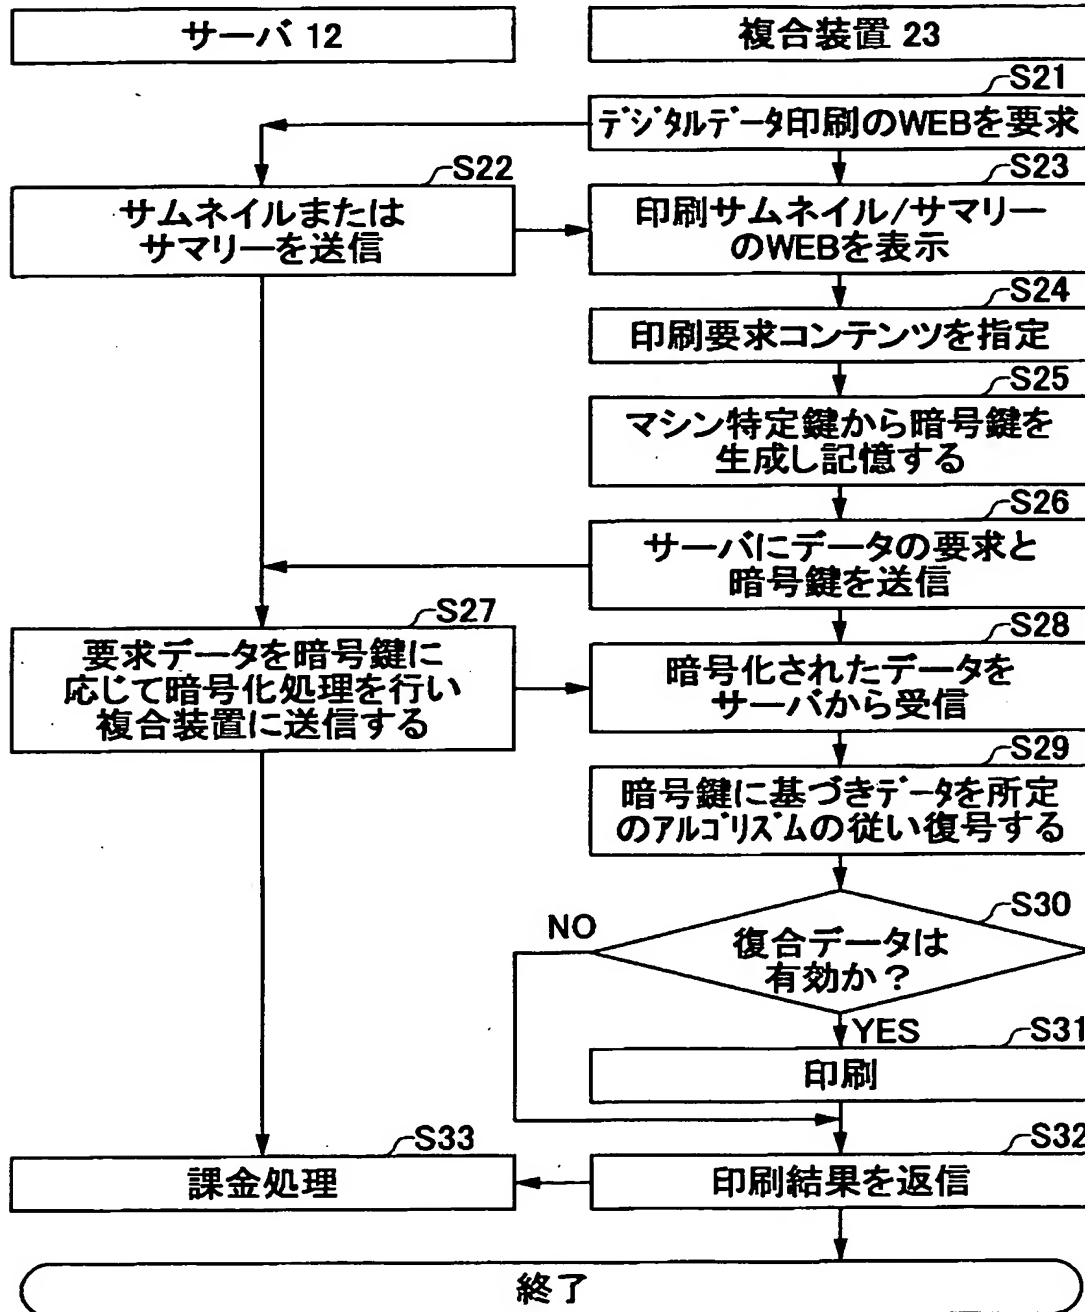 サーバ 12
複合装置 23
S21
デジタルデータ印刷のWEBを要求
S22
サムネイルまたは
サマリーを送信
S23
印刷サムネイル/サマリー
のWEBを表示
S24
印刷要求コンテンツを指定
S25
マシン特定鍵から暗号鍵を
生成し記憶する
S26
サーバにデータの要求と
暗号鍵を送信
S27
要求データを暗号鍵に
応じて暗号化処理を行い
複合装置に送信する
S28
暗号化されたデータを
サーバから受信
S29
暗号鍵に基づきデータを所定
のアルゴリズムの従い復号する
S30
復合データは
有効か?
NO
YES
S31
印刷
S32
印刷結果を返信
S33
課金処理
終了